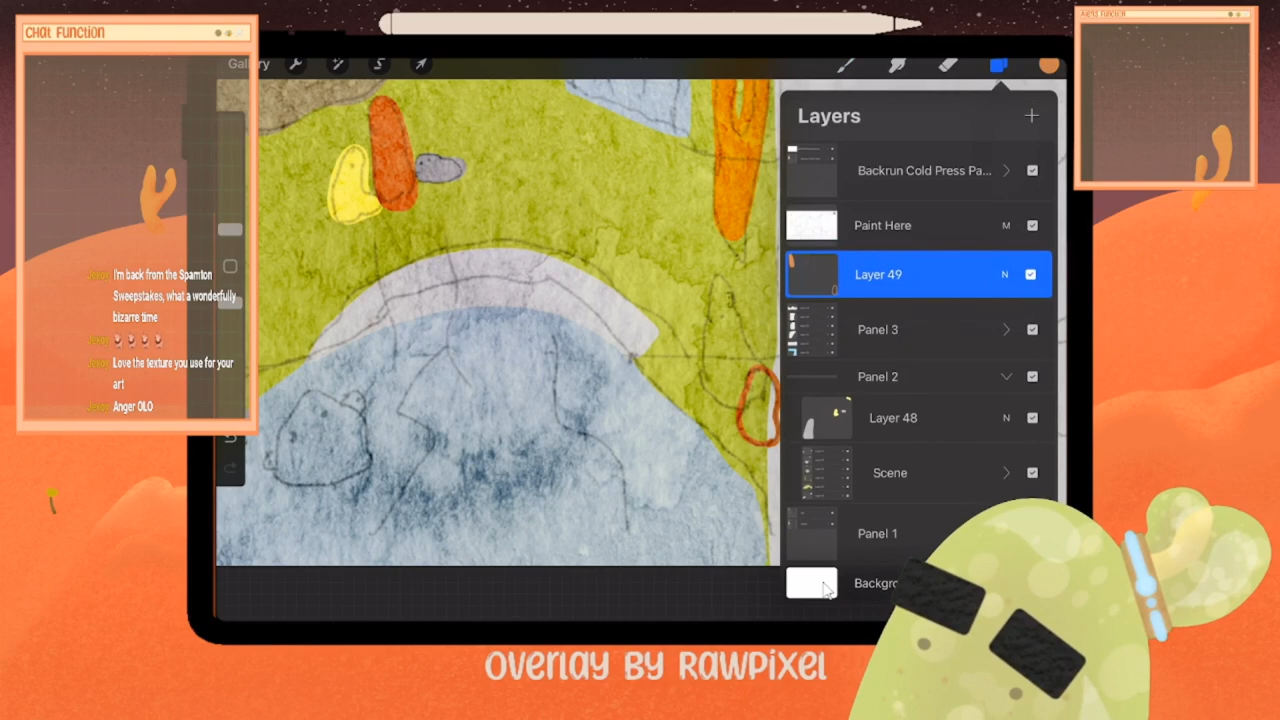 Chat Function
Alerts Function
Gallery
Layers
Backrun Cold Press Pa...
Paint Here
M
Layer 49
N
Panel 3
Panel 2
Layer 48
N
Scene
Panel 1
Backgro
I'm back from the Spamton
Sweepstakes, what a wonderfully
bizarre time
Love the texture you use for your
art
Anger OLO
Overlay by Rawpixel